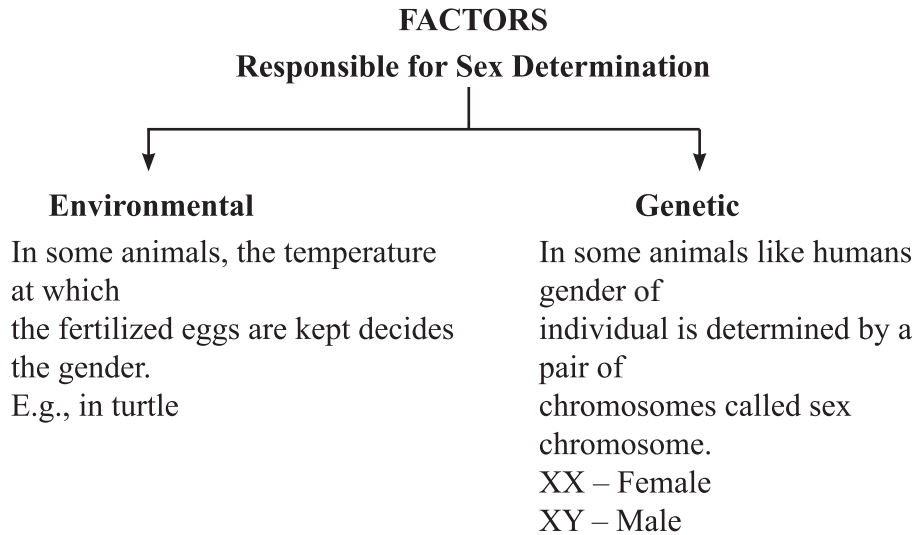 FACTORS
Responsible for Sex Determination
Environmental
In some animals, the temperature
at which
the fertilized eggs are kept decides
the gender.
E.g., in turtle
Genetic
In some animals like humans
gender of
individual is determined by a
pair of
chromosomes called sex
chromosome.
XX – Female
XY – Male